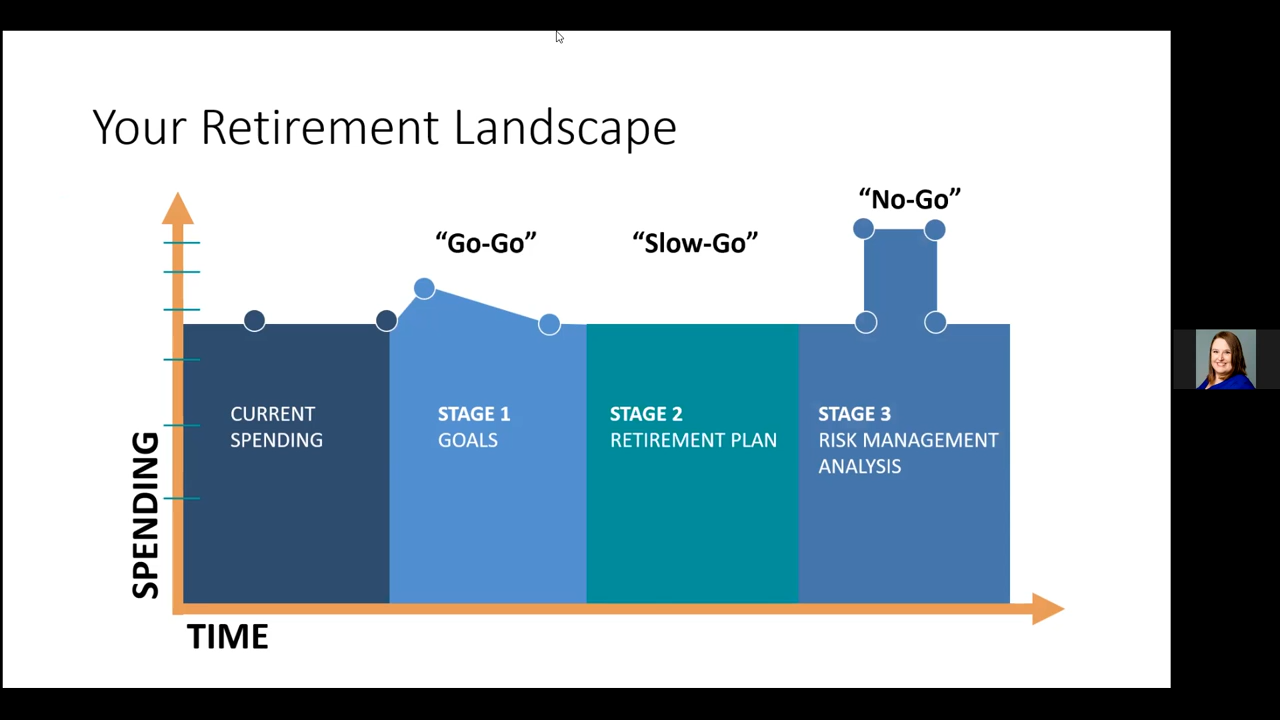 Your Retirement Landscape
“No-Go”
“Go-Go”
“Slow-Go”
CURRENT
SPENDING
STAGE 1
GOALS
STAGE 2
RETIREMENT PLAN
STAGE 3
RISK MANAGEMENT
ANALYSIS
SPENDING
TIME